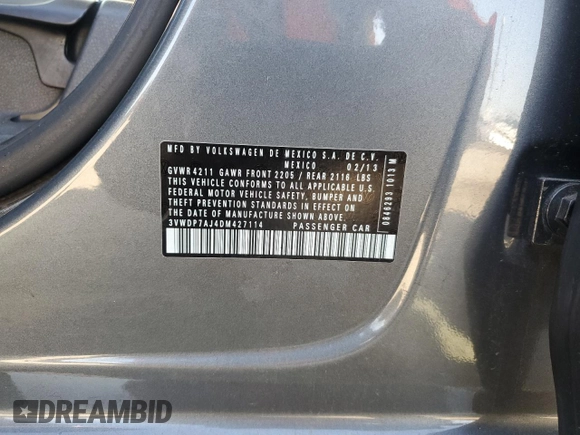 MFD BY VOLKSWAGEN DE MEXICO S.A. DE C.V.
MEXICO 02/13
GVWR 4211 GAWR FRONT 2205 / REAR 2116 LBS
THIS VEHICLE CONFORMS TO ALL APPLICABLE U.S.
FEDERAL MOTOR VEHICLE SAFETY, BUMPER AND
THEFT PREVENTION STANDARDS IN EFFECT ON
THE DATE OF MANUFACTURE SHOWN ABOVE.
3VWDP7AJ4DM427114 PASSENGER CAR
0846293 1013 M
DREAMBID